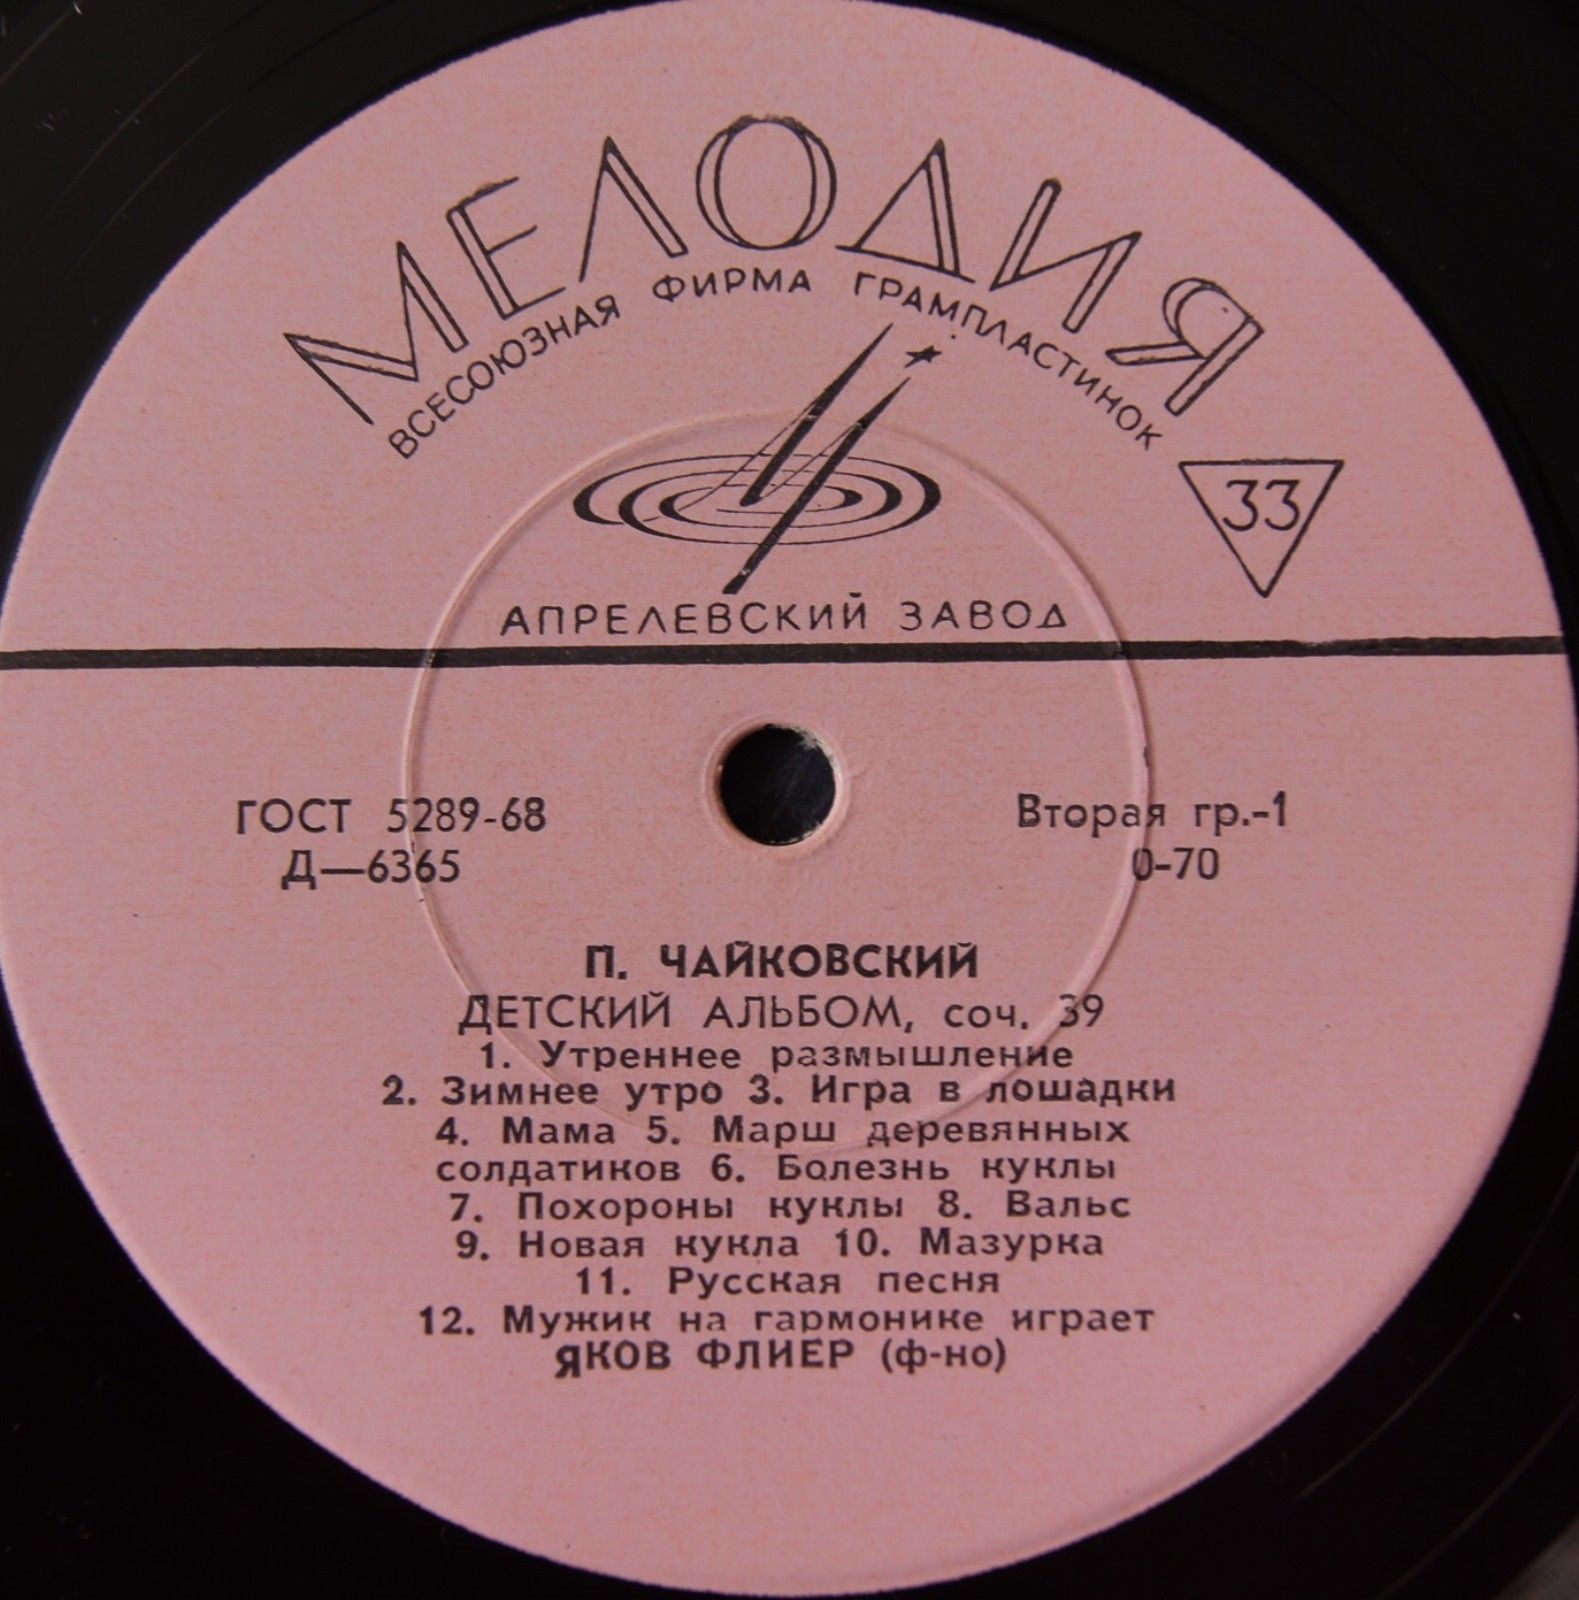 МЕЛОДИЯ
ВСЕСОЮЗНАЯ ФИРМА ГРАМПЛАСТИНОК
33
АПРЕЛЕВСКИЙ ЗАВОД
ГОСТ 5289-68
Д—6365
Вторая гр.-1
0-70
П. ЧАЙКОВСКИЙ
ДЕТСКИЙ АЛЬБОМ, соч. 39
1. Утреннее размышление
2. Зимнее утро 3. Игра в лошадки
4. Мама 5. Марш деревянных
солдатиков 6. Болезнь куклы
7. Похороны куклы 8. Вальс
9. Новая кукла 10. Мазурка
11. Русская песня
12. Мужик на гармонике играет
ЯКОВ ФЛИЕР (ф-но)